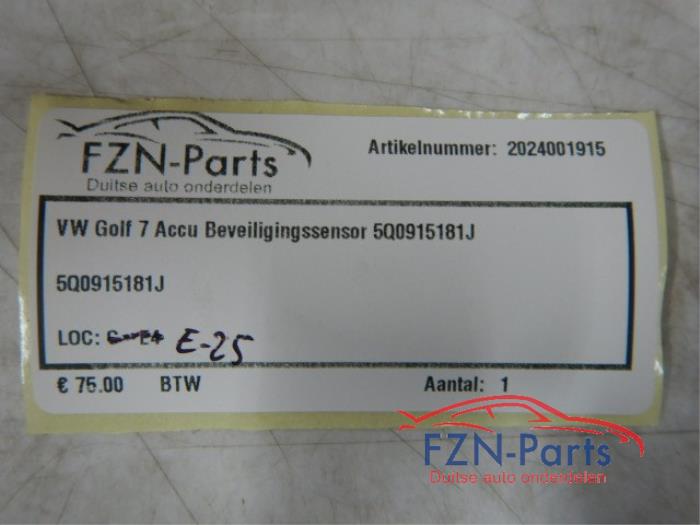 FZN-Parts
Duitse auto onderdelen
Artikelnummer: 2024001915
VW Golf 7 Accu Beveiligingssensor 5Q0915181J
5Q0915181J
LOC: E-25
€ 75.00 BTW Aantal: 1
FZN-Parts
Duitse auto onderdelen